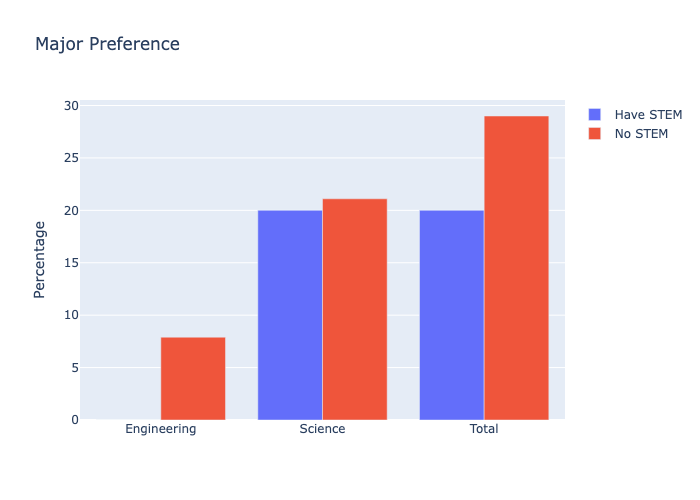 Major Preference
Have STEM
No STEM
Percentage
30
25
20
15
10
5
0
Engineering
Science
Total